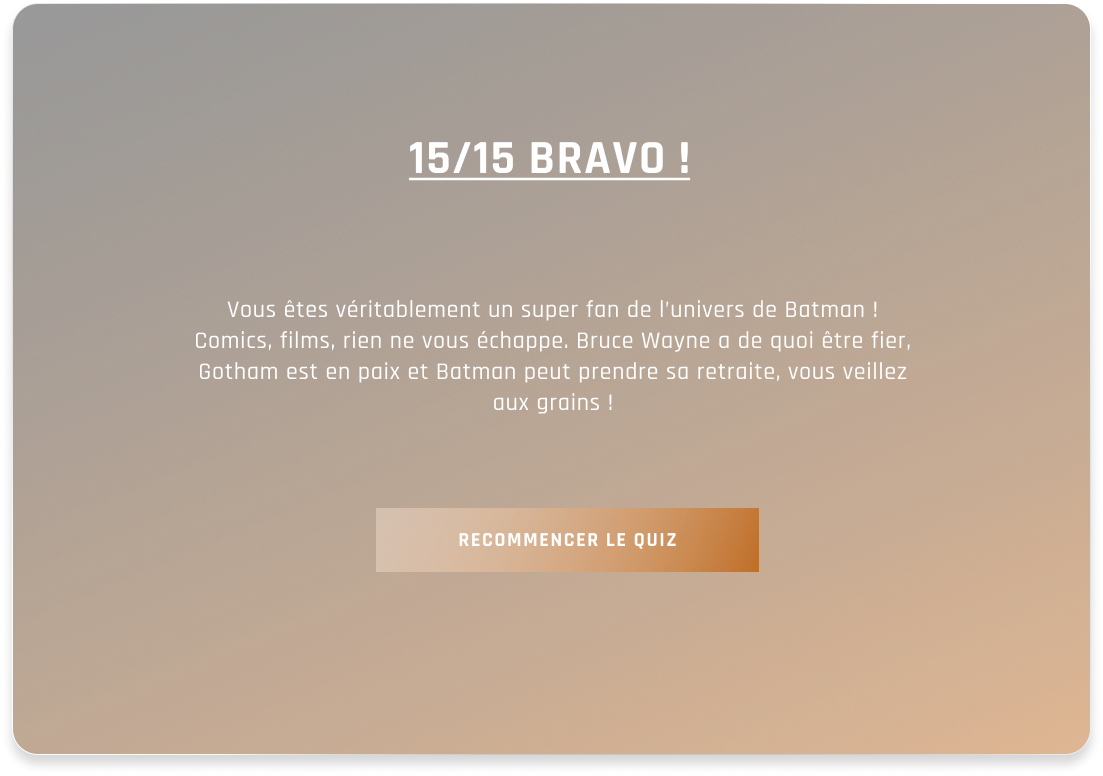 15/15 BRAVO !
Vous êtes véritablement un super fan de l'univers de Batman !
Comics, films, rien ne vous échappe. Bruce Wayne a de quoi être fier,
Gotham est en paix et Batman peut prendre sa retraite, vous veillez
aux grains !
RECOMMENCER LE QUIZ